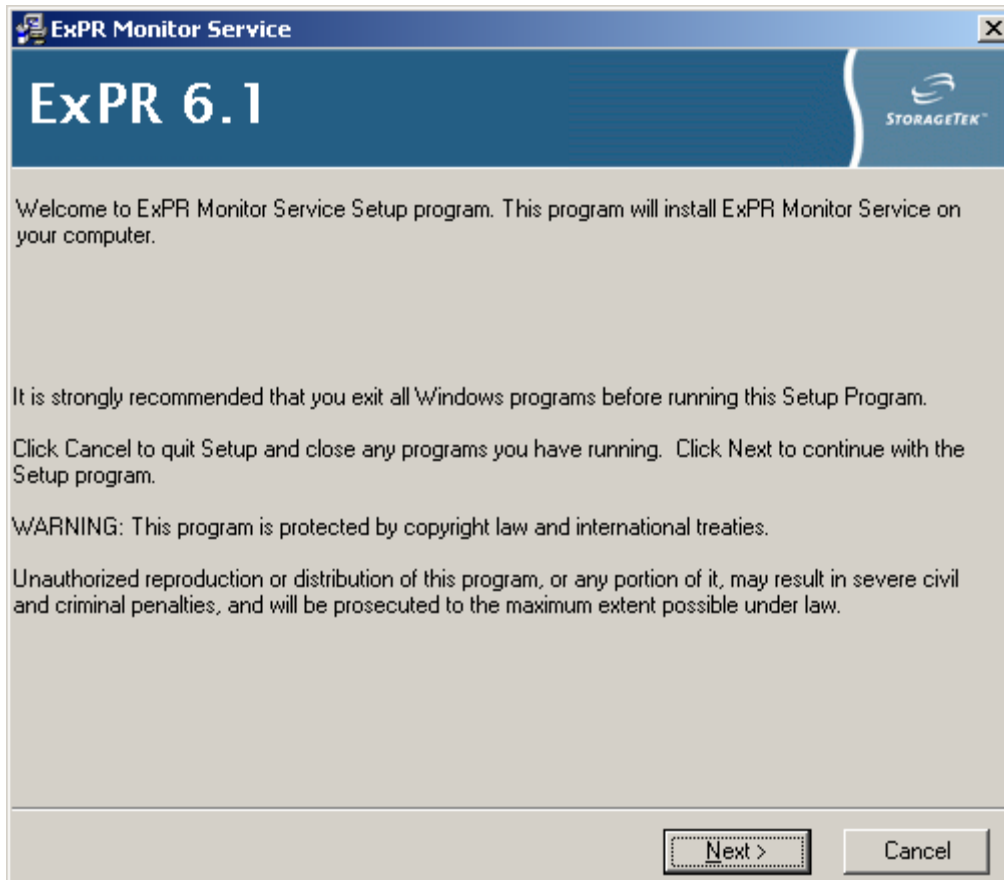 ExPR Monitor Service
ExPR 6.1
STORAGETEK™
Welcome to ExPR Monitor Service Setup program. This program will install ExPR Monitor Service on
your computer.
It is strongly recommended that you exit all Windows programs before running this Setup Program.
Click Cancel to quit Setup and close any programs you have running.  Click Next to continue with the
Setup program.
WARNING: This program is protected by copyright law and international treaties.
Unauthorized reproduction or distribution of this program, or any portion of it, may result in severe civil
and criminal penalties, and will be prosecuted to the maximum extent possible under law.
Next >
Cancel